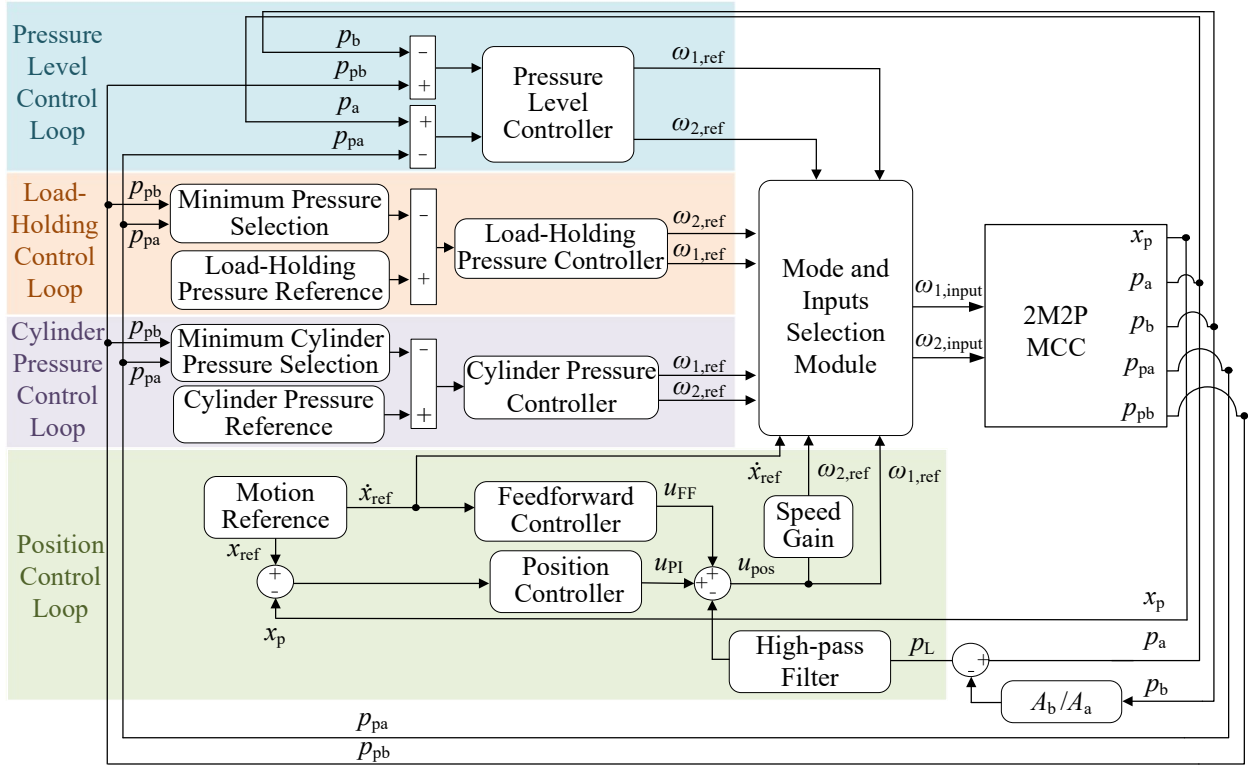 Pressure
Level
Control
Loop
p_b
-
p_pb
+
p_a
+
p_pa
-
Pressure
Level
Controller
ω_1,ref
ω_2,ref
Load-
Holding
Control
Loop
p_pb
p_pa
Minimum Pressure
Selection
Load-Holding
Pressure Reference
-
+
Load-Holding
Pressure Controller
ω_2,ref
ω_1,ref
Cylinder
Pressure
Control
Loop
p_pb
p_pa
Minimum Cylinder
Pressure Selection
Cylinder Pressure
Reference
-
+
Cylinder Pressure
Controller
ω_1,ref
ω_2,ref
Mode and
Inputs
Selection
Module
ω_1,input
ω_2,input
2M2P
MCC
x_p
p_a
p_b
p_pa
p_pb
Position
Control
Loop
Motion
Reference
ẋ_ref
x_ref
+
-
x_p
Feedforward
Controller
u_FF
Position
Controller
u_PI
+
+
-
u_pos
Speed
Gain
ẋ_ref
ω_2,ref
ω_1,ref
High-pass
Filter
p_L
+
-
x_p
p_a
p_b
A_b/A_a
p_pa
p_pb